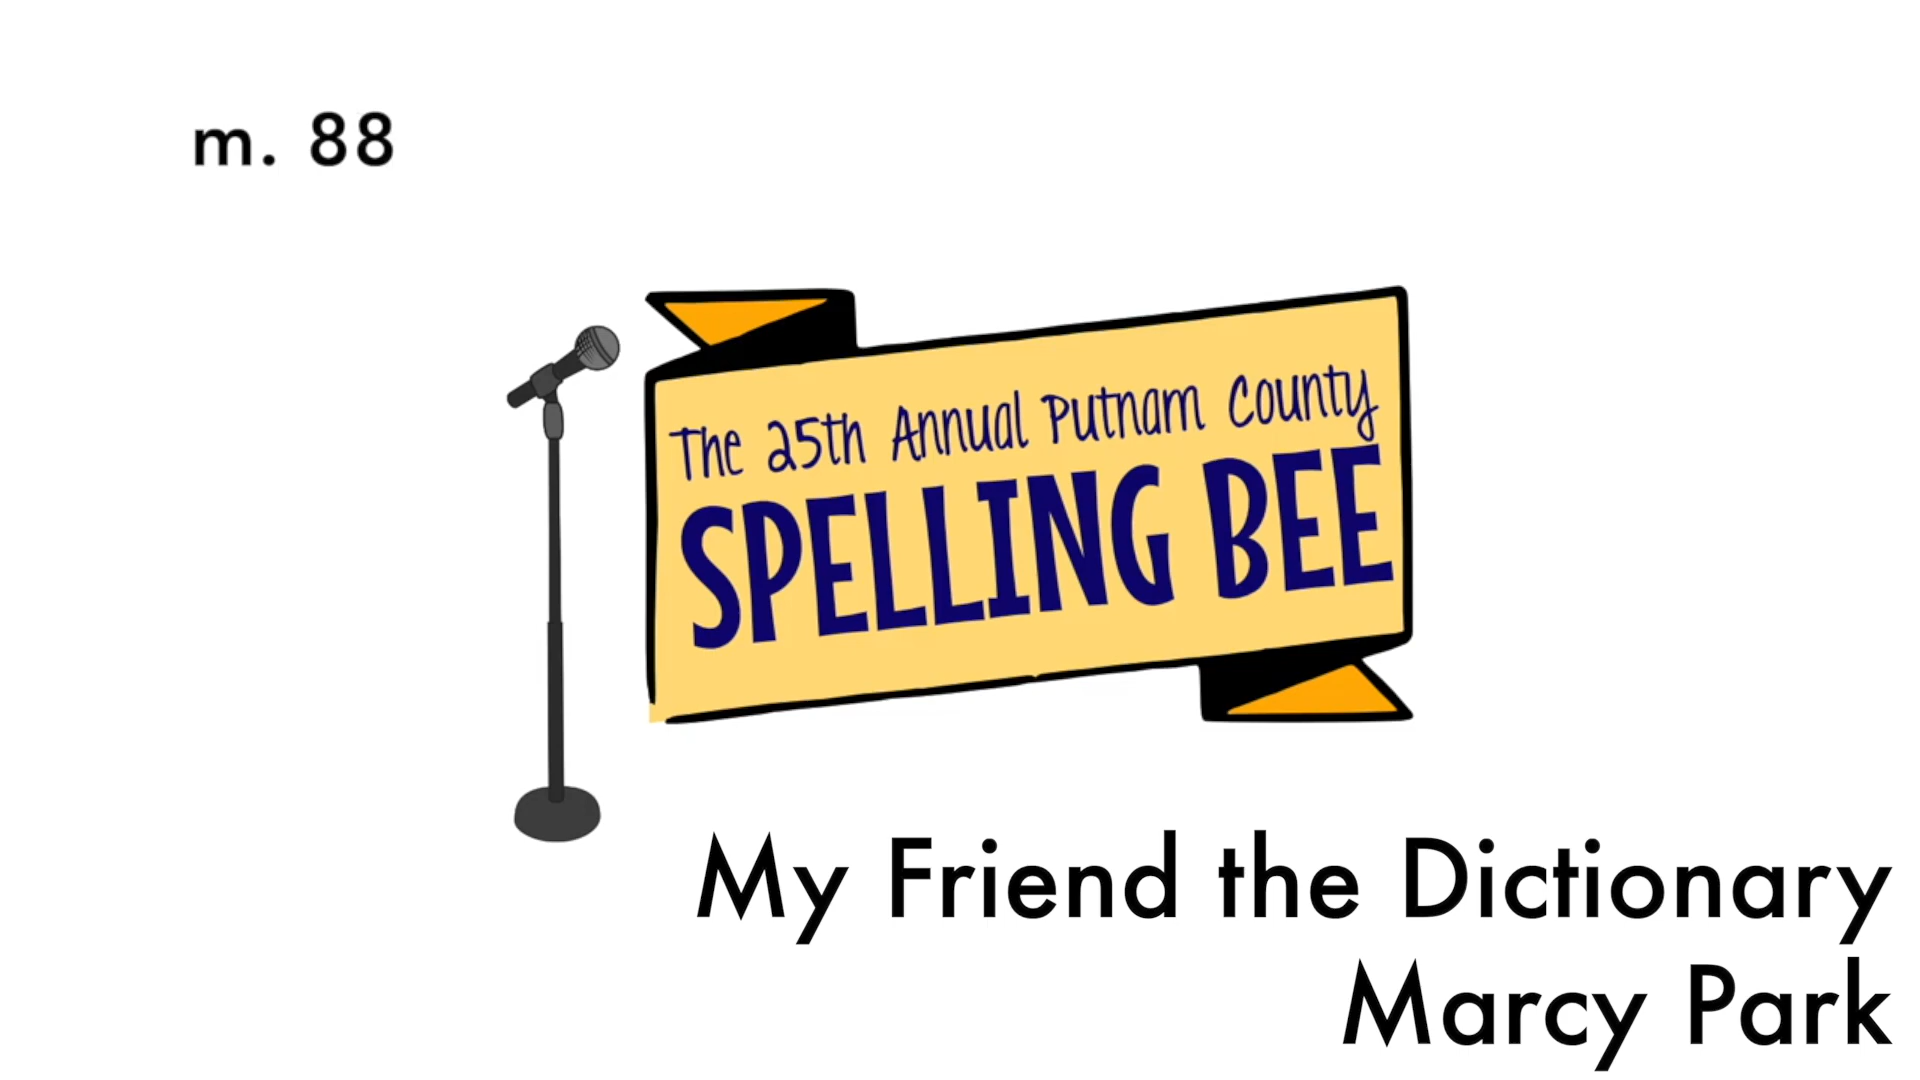 m. 88
The 25th Annual Putnam County
SPELLING BEE
My Friend the Dictionary
Marcy Park